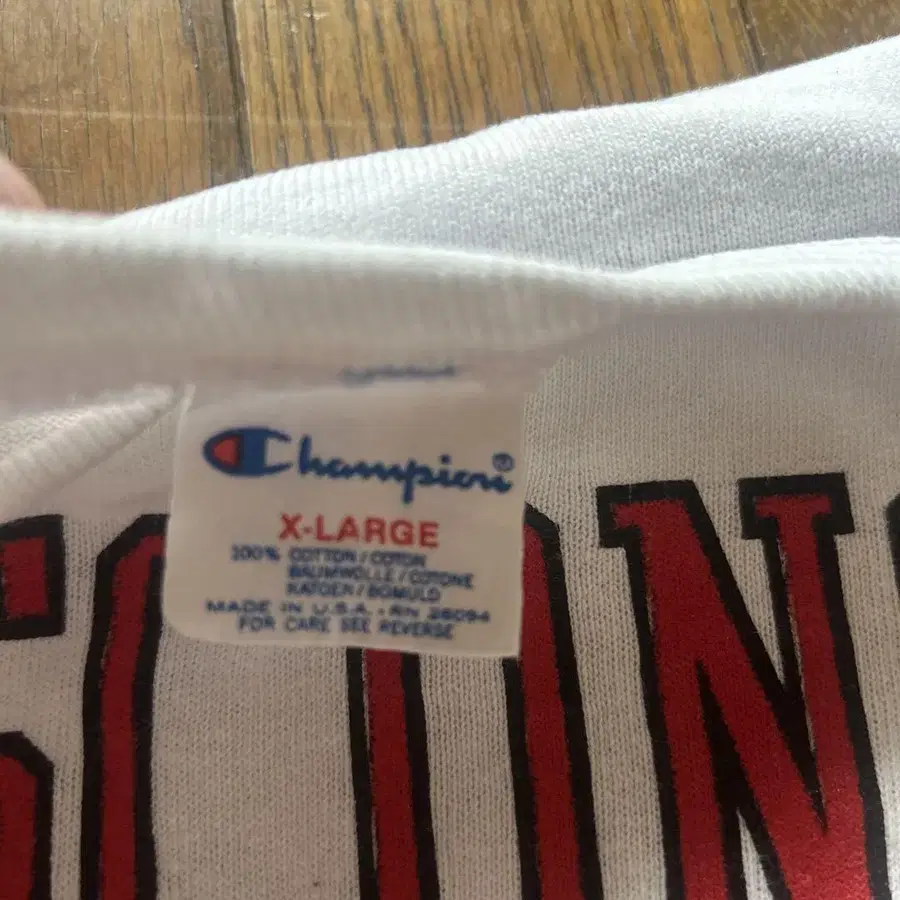 Champion®
X-LARGE
100% COTTON / COTON
BAUMWOLLE / COTONE
KATOEN / BOMULD
MADE IN U.S.A. • RN 26094
FOR CARE SEE REVERSE